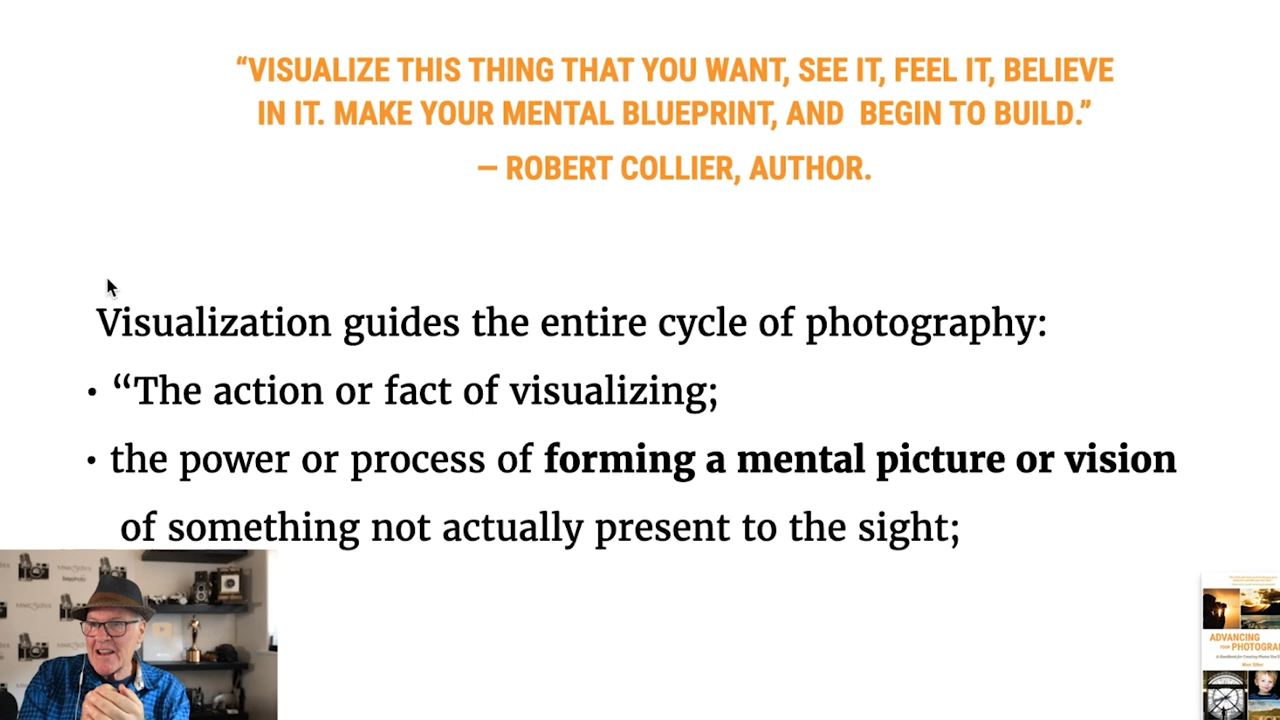 “VISUALIZE THIS THING THAT YOU WANT, SEE IT, FEEL IT, BELIEVE
IN IT. MAKE YOUR MENTAL BLUEPRINT, AND BEGIN TO BUILD.”
– ROBERT COLLIER, AUTHOR.
Visualization guides the entire cycle of photography:
• “The action or fact of visualizing;
• the power or process of forming a mental picture or vision
of something not actually present to the sight;
ADVANCING
YOUR PHOTOGRA